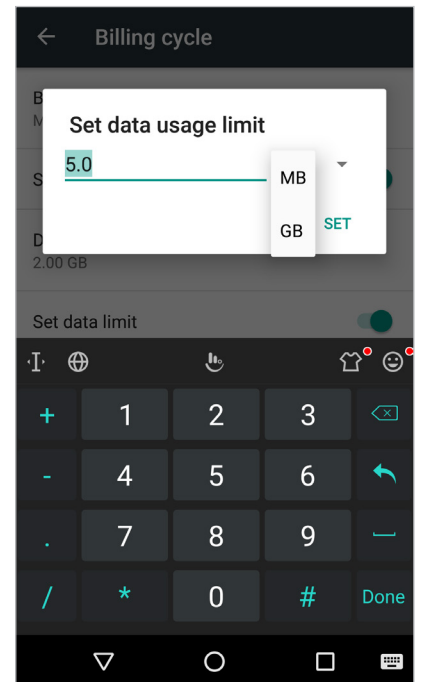 Billing cycle
B
M
Set data usage limit
5.0
MB
S
GB
SET
D
2.00 GB
Set data limit
+ 1 2 3
- 4 5 6
. 7 8 9
/ * 0 # Done